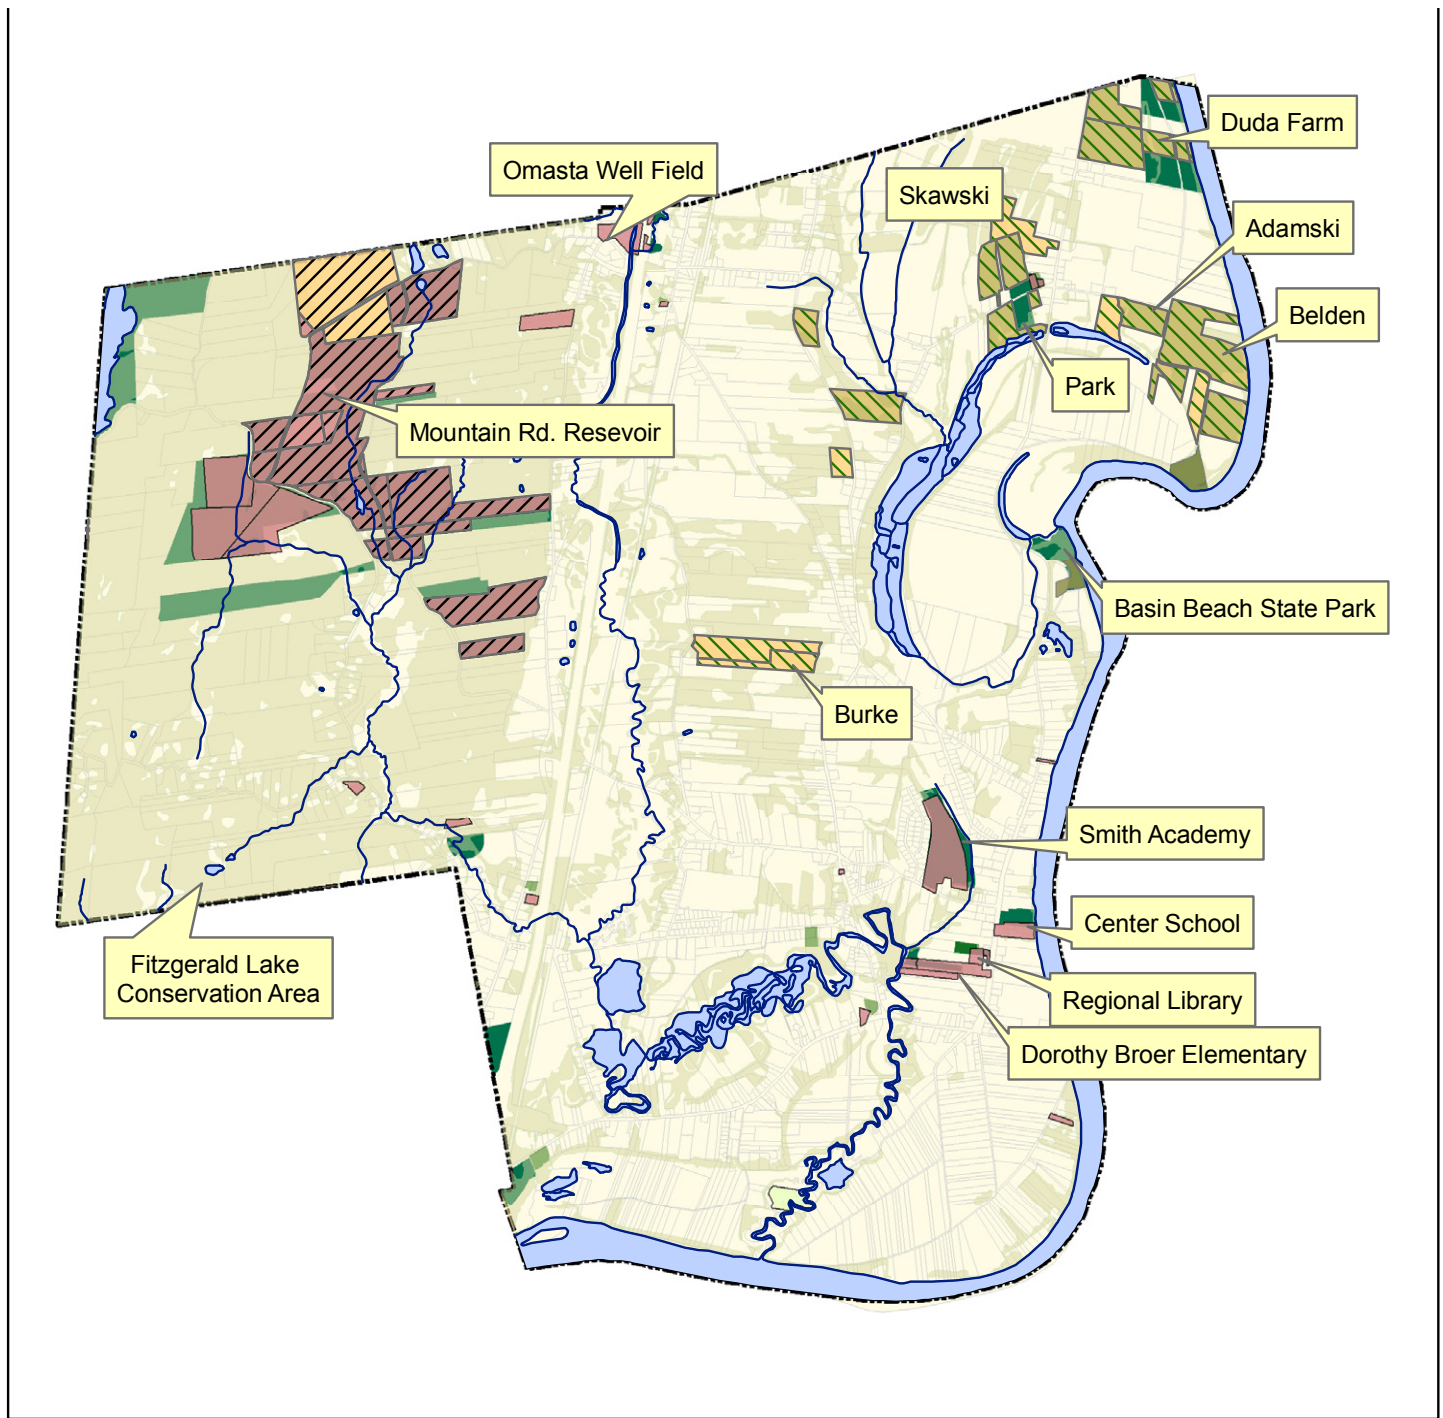 Duda Farm
Omasta Well Field
Skawski
Adamski
Belden
Park
Mountain Rd. Resevoir
Basin Beach State Park
Burke
Smith Academy
Center School
Fitzgerald Lake
Conservation Area
Regional Library
Dorothy Broer Elementary